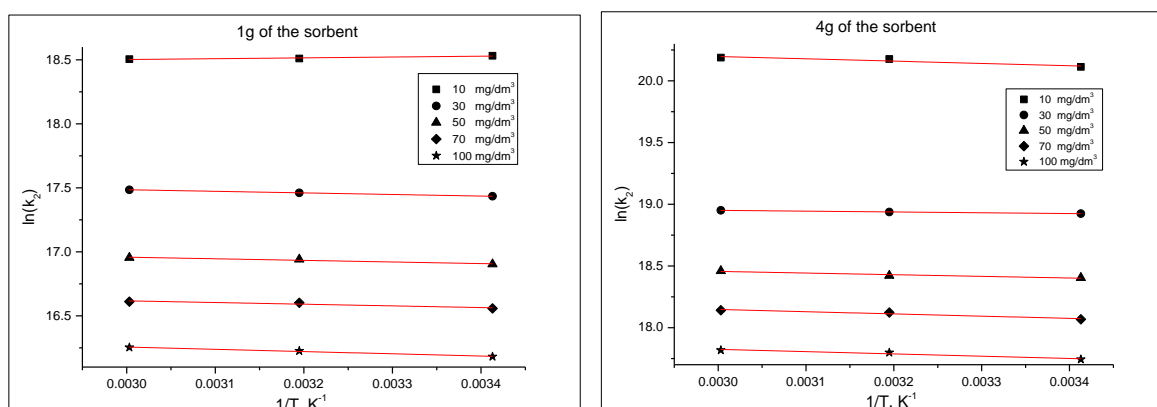 1g of the sorbent
18.5
18.0
17.5
17.0
16.5
ln(k₂)
10 mg/dm³
30 mg/dm³
50 mg/dm³
70 mg/dm³
100 mg/dm³
0.0030 0.0031 0.0032 0.0033 0.0034
1/T, K⁻¹
4g of the sorbent
20.0
19.5
19.0
18.5
18.0
ln(k₂)
10 mg/dm³
30 mg/dm³
50 mg/dm³
70 mg/dm³
100 mg/dm³
0.0030 0.0031 0.0032 0.0033 0.0034
1/T, K⁻¹